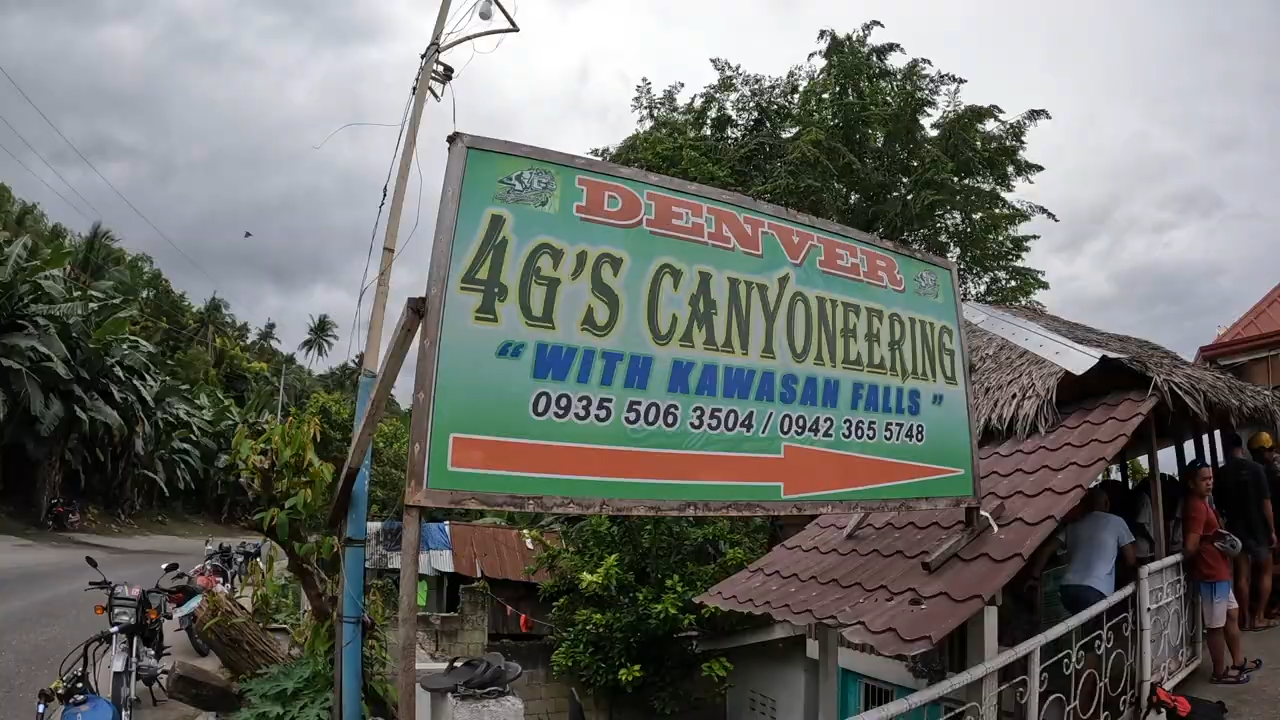 DENVER
4G'S CANYONEERING
“ WITH KAWASAN FALLS ”
0935 506 3504 / 0942 365 5748